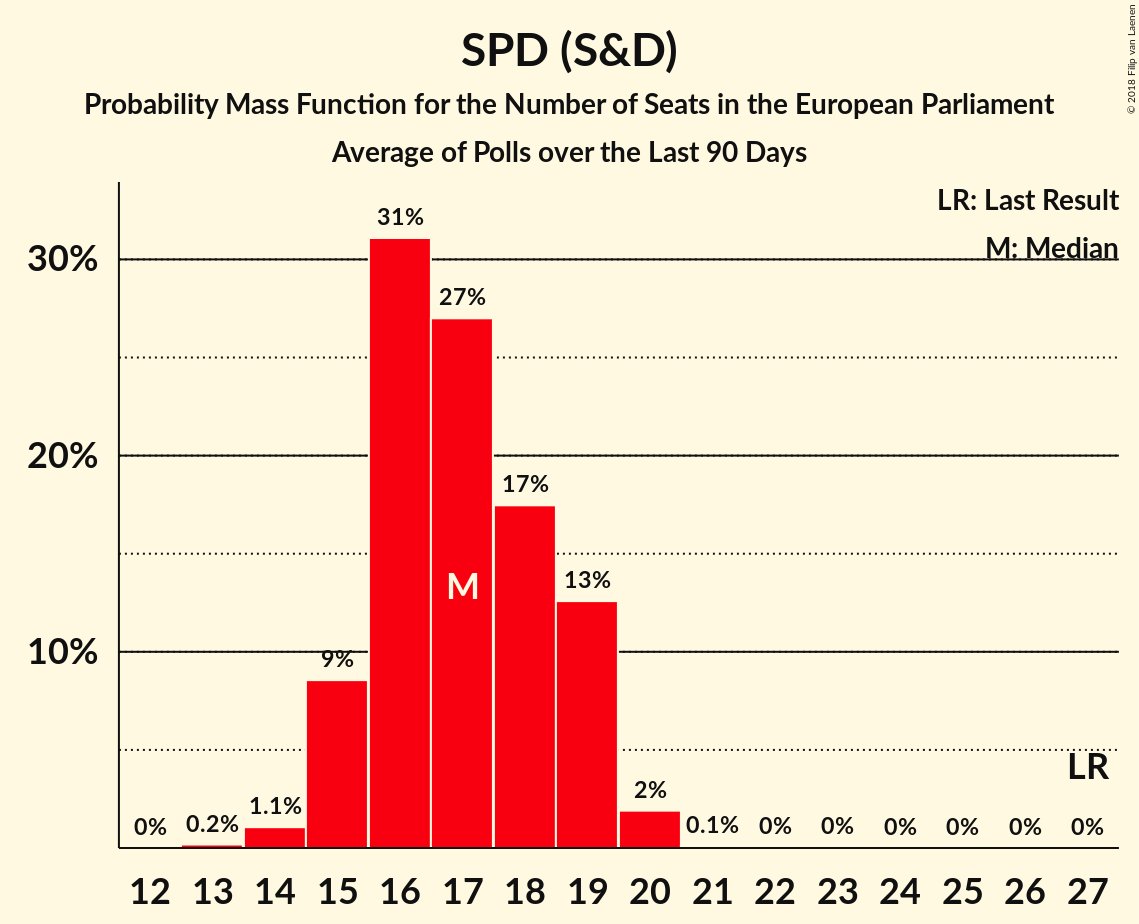 SPD (S&D)
Probability Mass Function for the Number of Seats in the European Parliament
Average of Polls over the Last 90 Days
© 2018 Filip van Laenen
LR: Last Result
M: Median
31%
30%
27%
20%
17%
M
13%
10%
9%
LR
2%
1.1%
0% 0.2% 0.1% 0% 0% 0% 0% 0% 0%
12 13 14 15 16 17 18 19 20 21 22 23 24 25 26 27